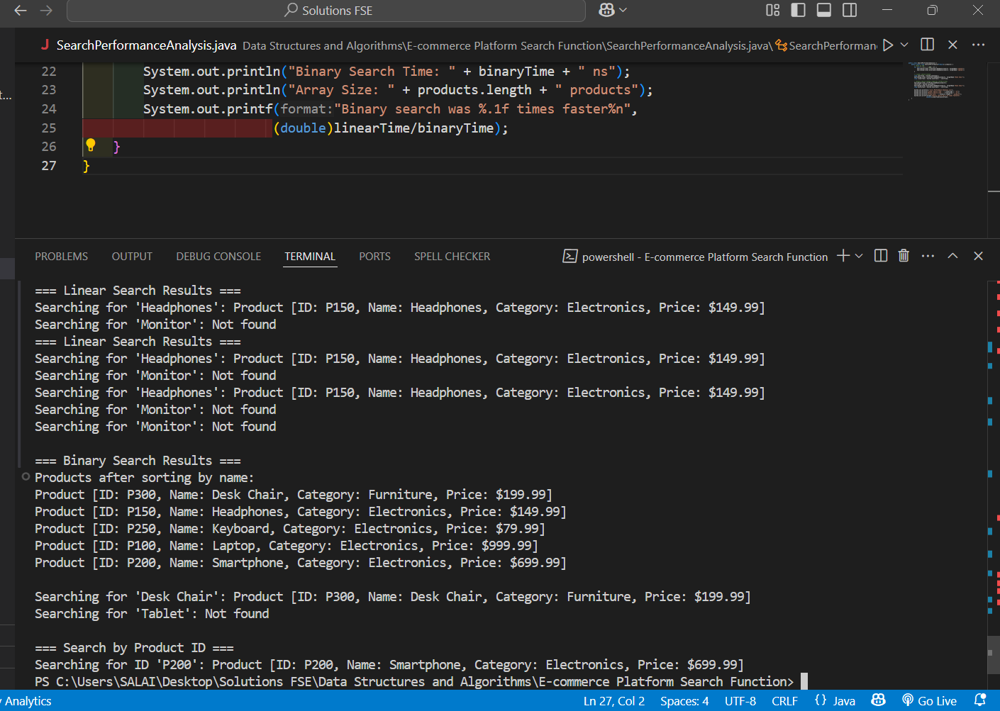 Solutions FSE
J SearchPerformanceAnalysis.java Data Structures and Algorithms\E-commerce Platform Search Function\SearchPerformanceAnalysis.java\ SearchPerforman
t...
22 System.out.println("Binary Search Time: " + binaryTime + " ns");
23 System.out.println("Array Size: " + products.length + " products");
24 System.out.printf(format:"Binary search was %.1f times faster%n",
25 (double)linearTime/binaryTime);
26 }
27 }
PROBLEMS OUTPUT DEBUG CONSOLE TERMINAL PORTS SPELL CHECKER powershell - E-commerce Platform Search Function
=== Linear Search Results ===
Searching for 'Headphones': Product [ID: P150, Name: Headphones, Category: Electronics, Price: $149.99]
Searching for 'Monitor': Not found
=== Linear Search Results ===
Searching for 'Headphones': Product [ID: P150, Name: Headphones, Category: Electronics, Price: $149.99]
Searching for 'Monitor': Not found
Searching for 'Headphones': Product [ID: P150, Name: Headphones, Category: Electronics, Price: $149.99]
Searching for 'Monitor': Not found
Searching for 'Monitor': Not found
=== Binary Search Results ===
Products after sorting by name:
Product [ID: P300, Name: Desk Chair, Category: Furniture, Price: $199.99]
Product [ID: P150, Name: Headphones, Category: Electronics, Price: $149.99]
Product [ID: P250, Name: Keyboard, Category: Electronics, Price: $79.99]
Product [ID: P100, Name: Laptop, Category: Electronics, Price: $999.99]
Product [ID: P200, Name: Smartphone, Category: Electronics, Price: $699.99]
Searching for 'Desk Chair': Product [ID: P300, Name: Desk Chair, Category: Furniture, Price: $199.99]
Searching for 'Tablet': Not found
=== Search by Product ID ===
Searching for ID 'P200': Product [ID: P200, Name: Smartphone, Category: Electronics, Price: $699.99]
PS C:\Users\SALAI\Desktop\Solutions FSE\Data Structures and Algorithms\E-commerce Platform Search Function>
Analytics Ln 27, Col 2 Spaces: 4 UTF-8 CRLF {} Java Go Live